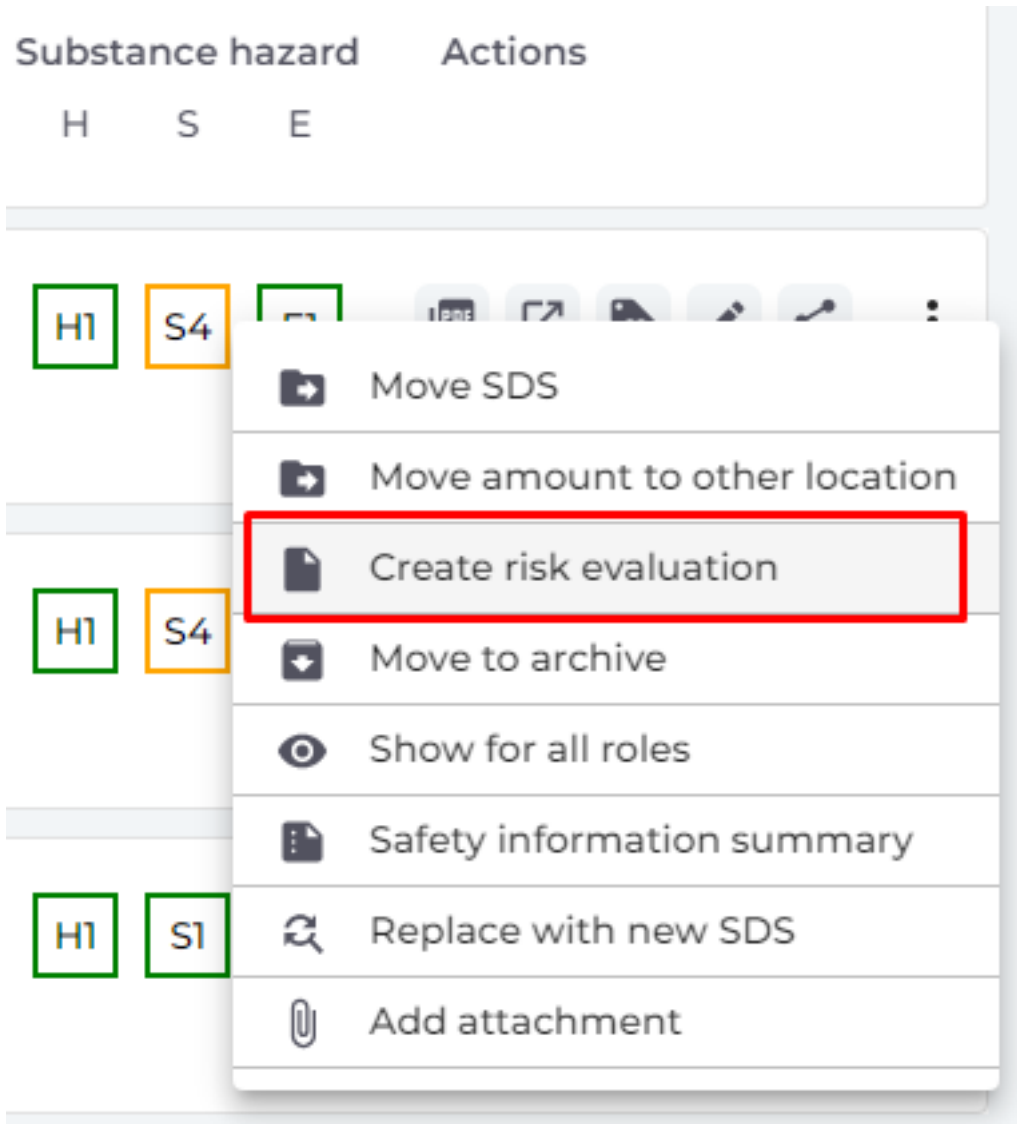 Substance hazard Actions
H S E
H1 S4 E1
Move SDS
Move amount to other location
Create risk evaluation
H1 S4
Move to archive
Show for all roles
Safety information summary
H1 S1
Replace with new SDS
Add attachment